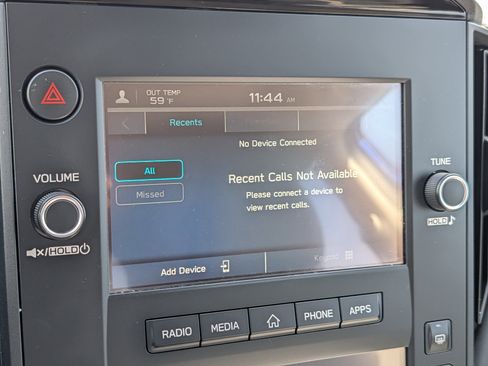 OUT TEMP
59°F
11:44 AM
Recents
No Device Connected
All
Missed
Recent Calls Not Available
Please connect a device to
view recent calls.
Add Device
Keypad
VOLUME
HOLD
TUNE
HOLD
RADIO
MEDIA
PHONE
APPS